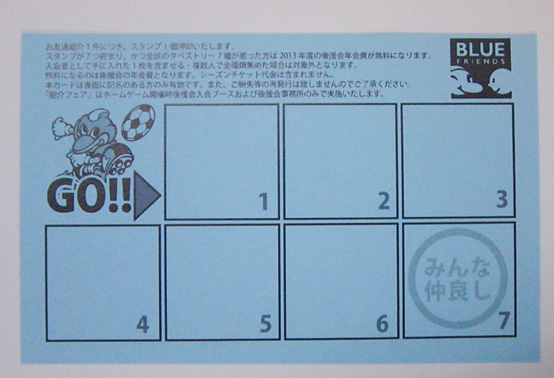 お友達紹介1件につき、スタンプ1個押印いたします。
スタンプが7つ貯まり、かつ全区のタペストリー7種が揃った方は2013年度の後援会年会費が無料になります。
入会者として手に入れた1枚を含ませる・複数人で全種類集めた場合は対象外となります。
無料になるのは後援会の年会費となります。シーズンチケット代金は含まれません。
本カードは表面に記名のある方のみ有効です。また、ご紛失等の再発行は致しませんのでご了承ください。
「紹介フェア」はホームゲーム開催時後援会入会ブースおよび後援会事務所のみで実施いたします。
BLUE
FRIENDS
GO!!
1
2
3
4
5
6
みんな
仲良し
7